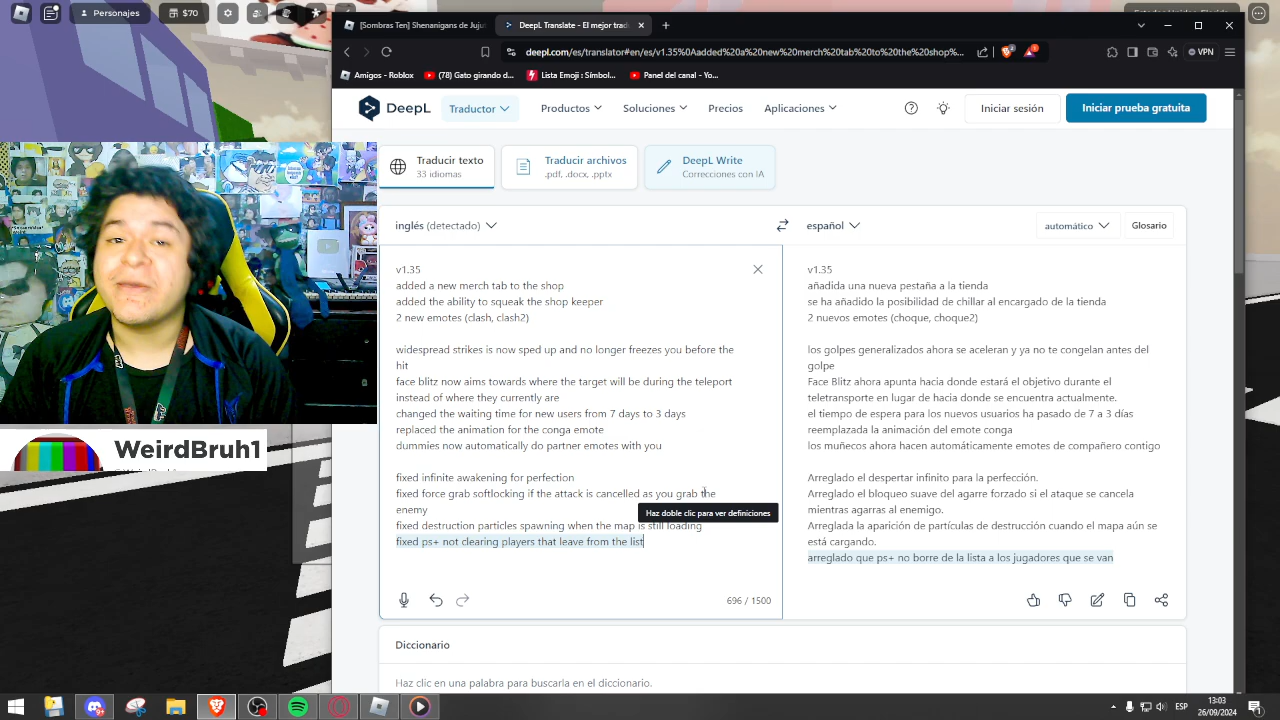 Personajes
$70
[Sombras Ten] Shenanigans de Juju
DeepL Translate - El mejor trad
deepl.com/es/translator#en/es/v1.35%0Aadded%20a%20new%20merch%20tab%20to%20the%20shop%...
VPN
Amigos - Roblox
(78) Gato girando d...
Lista Emoji : Símbol...
Panel del canal - Yo...
DeepL
Traductor
Productos
Soluciones
Precios
Aplicaciones
Iniciar sesión
Iniciar prueba gratuita
Traducir texto
33 idiomas
Traducir archivos
.pdf, .docx, .pptx
DeepL Write
Correcciones con IA
inglés (detectado)
español
automático
Glosario
v1.35
added a new merch tab to the shop
added the ability to squeak the shop keeper
2 new emotes (clash, clash2)
widespread strikes is now sped up and no longer freezes you before the
hit
face blitz now aims towards where the target will be during the teleport
instead of where they currently are
changed the waiting time for new users from 7 days to 3 days
replaced the animation for the conga emote
dummies now automatically do partner emotes with you
fixed infinite awakening for perfection
fixed force grab softlocking if the attack is cancelled as you grab the
enemy
fixed destruction particles spawning when the map is still loading
fixed ps+ not clearing players that leave from the list
v1.35
añadida una nueva pestaña a la tienda
se ha añadido la posibilidad de chillar al encargado de la tienda
2 nuevos emotes (choque, choque2)
los golpes generalizados ahora se aceleran y ya no te congelan antes del
golpe
Face Blitz ahora apunta hacia donde estará el objetivo durante el
teletransporte en lugar de hacia donde se encuentra actualmente.
el tiempo de espera para los nuevos usuarios ha pasado de 7 a 3 días
reemplazada la animación del emote conga
los muñecos ahora hacen automáticamente emotes de compañero contigo
Arreglado el despertar infinito para la perfección.
Arreglado el bloqueo suave del agarre forzado si el ataque se cancela
mientras agarras al enemigo.
Arreglada la aparición de partículas de destrucción cuando el mapa aún se
está cargando.
arreglado que ps+ no borre de la lista a los jugadores que se van
Haz doble clic para ver definiciones
696 / 1500
Diccionario
Haz clic en una palabra para buscarla en el diccionario.
WeirdBruh1
ESP
13:03
26/09/2024